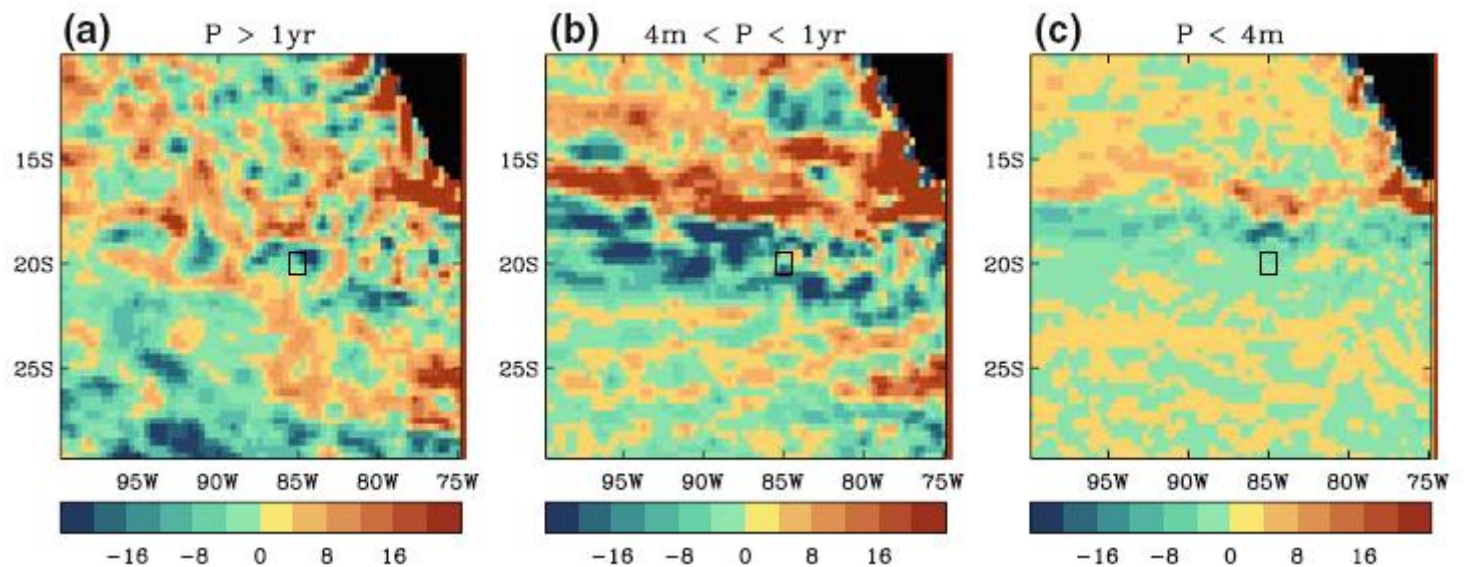 (a) P > 1yr
(b) 4m < P < 1yr
(c) P < 4m
15S 15S 15S
20S 20S 20S
25S 25S 25S
95W 90W 85W 80W 75W 95W 90W 85W 80W 75W 95W 90W 85W 80W 75W
-16 -8 0 8 16 -16 -8 0 8 16 -16 -8 0 8 16